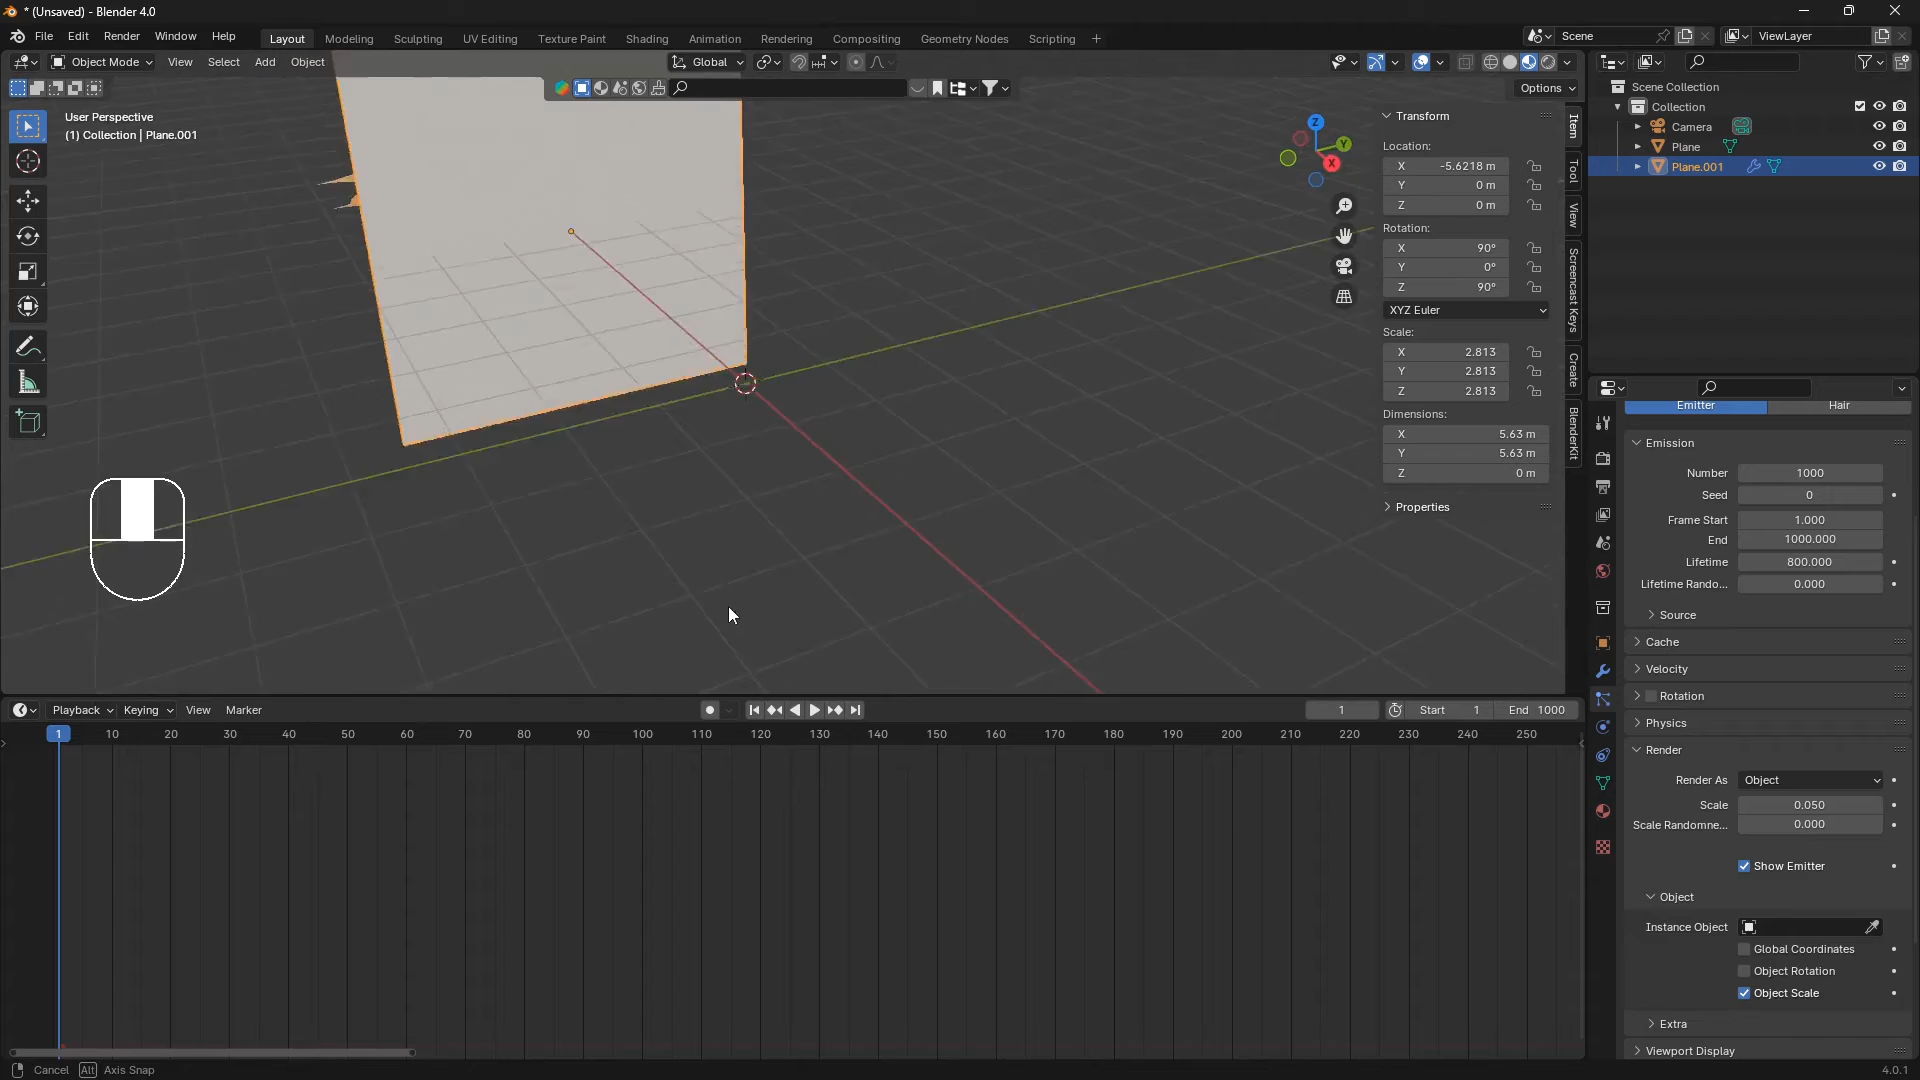 * (Unsaved) - Blender 4.0
File Edit Render Window Help
Layout Modeling Sculpting UV Editing Texture Paint Shading Animation Rendering Compositing Geometry Nodes Scripting +
Scene
ViewLayer
Object Mode View Select Add Object
Global
Options
User Perspective
(1) Collection | Plane.001
Z
Y
X
Transform
Location:
X -5.6218 m
Y 0 m
Z 0 m
Rotation:
X 90°
Y 0°
Z 90°
XYZ Euler
Scale:
X 2.813
Y 2.813
Z 2.813
Dimensions:
X 5.63 m
Y 5.63 m
Z 0 m
Properties
Item
Tool
View
Screencast Keys
Create
BlenderKit
Scene Collection
Collection
Camera
Plane
Plane.001
Emitter Hair
Emission
Number 1000
Seed 0
Frame Start 1.000
End 1000.000
Lifetime 800.000
Lifetime Rando... 0.000
Source
Cache
Velocity
Rotation
Physics
Render
Render As Object
Scale 0.050
Scale Randomne... 0.000
Show Emitter
Object
Instance Object
Global Coordinates
Object Rotation
Object Scale
Extra
Viewport Display
Playback Keying View Marker
1
Start 1 End 1000
1 10 20 30 40 50 60 70 80 90 100 110 120 130 140 150 160 170 180 190 200 210 220 230 240 250
Cancel Alt Axis Snap
4.0.1